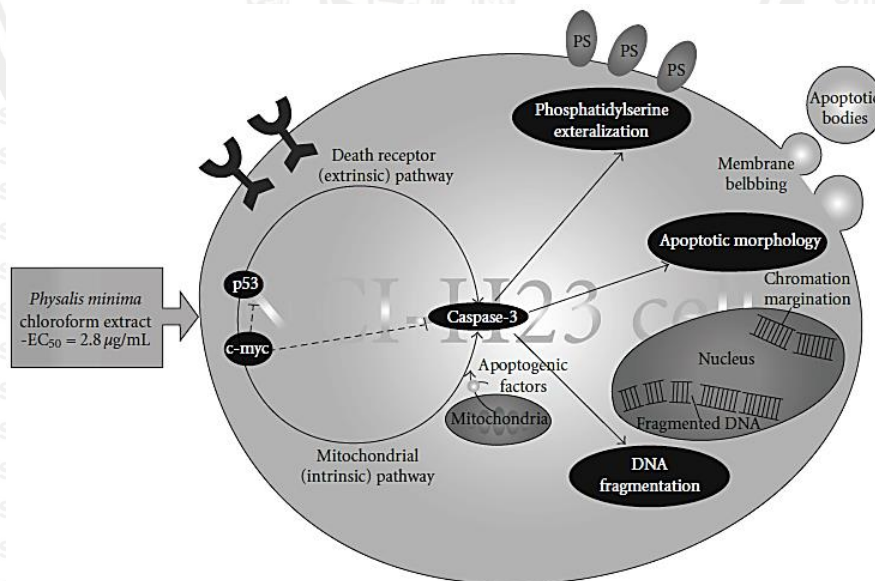 PS
PS
PS
Phosphatidylserine
exteralization
Apoptotic
bodies
Death receptor
(extrinsic) pathway
Membrane
belbbing
p53
Apoptotic morphology
Physalis minima
chloroform extract
-EC50 = 2.8 µg/mL
CI-H23 cell
Caspase-3
Chromation
margination
c-myc
Nucleus
Apoptogenic
factors
Mitochondria
Fragmented DNA
Mitochondrial
(intrinsic) pathway
DNA
fragmentation